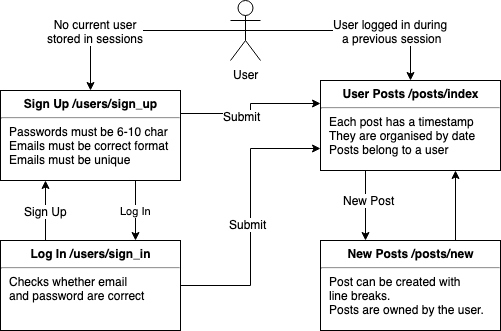 No current user
stored in sessions
User logged in during
a previous session
User
Sign Up /users/sign_up
Passwords must be 6-10 char
Emails must be correct format
Emails must be unique
Submit
User Posts /posts/index
Each post has a timestamp
They are organised by date
Posts belong to a user
Sign Up
Log In
Submit
New Post
Log In /users/sign_in
Checks whether email
and password are correct
New Posts /posts/new
Post can be created with
line breaks.
Posts are owned by the user.